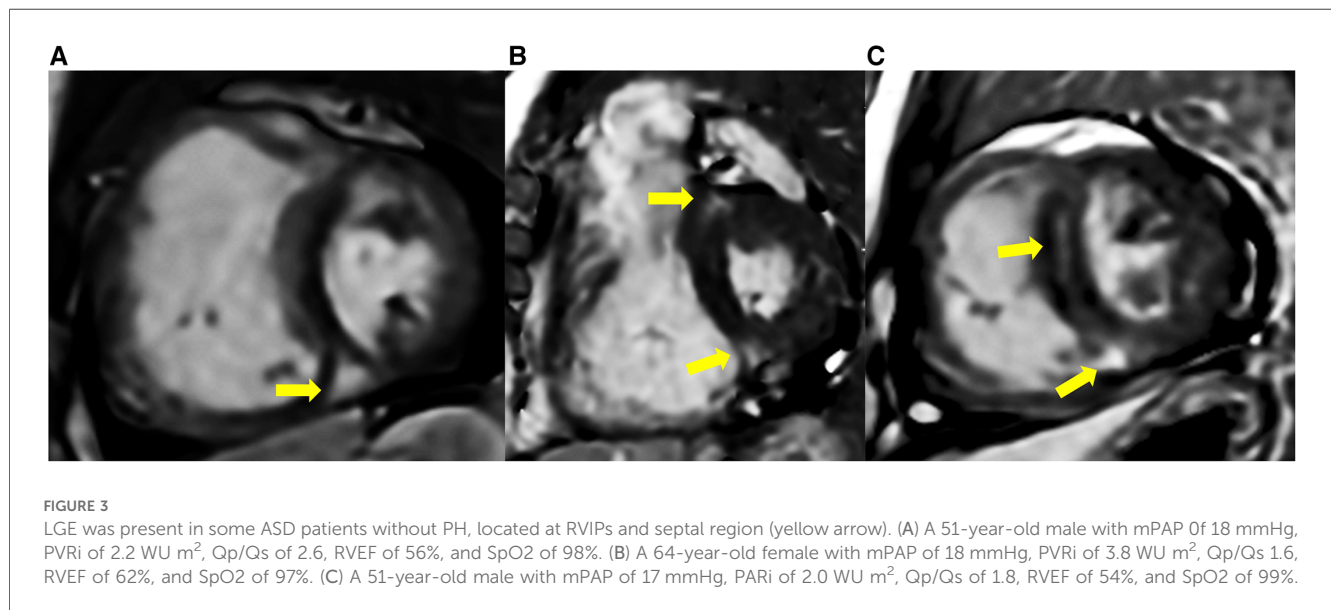 A
B
C
FIGURE 3
LGE was present in some ASD patients without PH, located at RVIPs and septal region (yellow arrow). (A) A 51-year-old male with mPAP 0f 18 mmHg,
PVRi of 2.2 WU m², Qp/Qs of 2.6, RVEF of 56%, and SpO2 of 98%. (B) A 64-year-old female with mPAP of 18 mmHg, PVRi of 3.8 WU m², Qp/Qs 1.6,
RVEF of 62%, and SpO2 of 97%. (C) A 51-year-old male with mPAP of 17 mmHg, PARi of 2.0 WU m², Qp/Qs of 1.8, RVEF of 54%, and SpO2 of 99%.